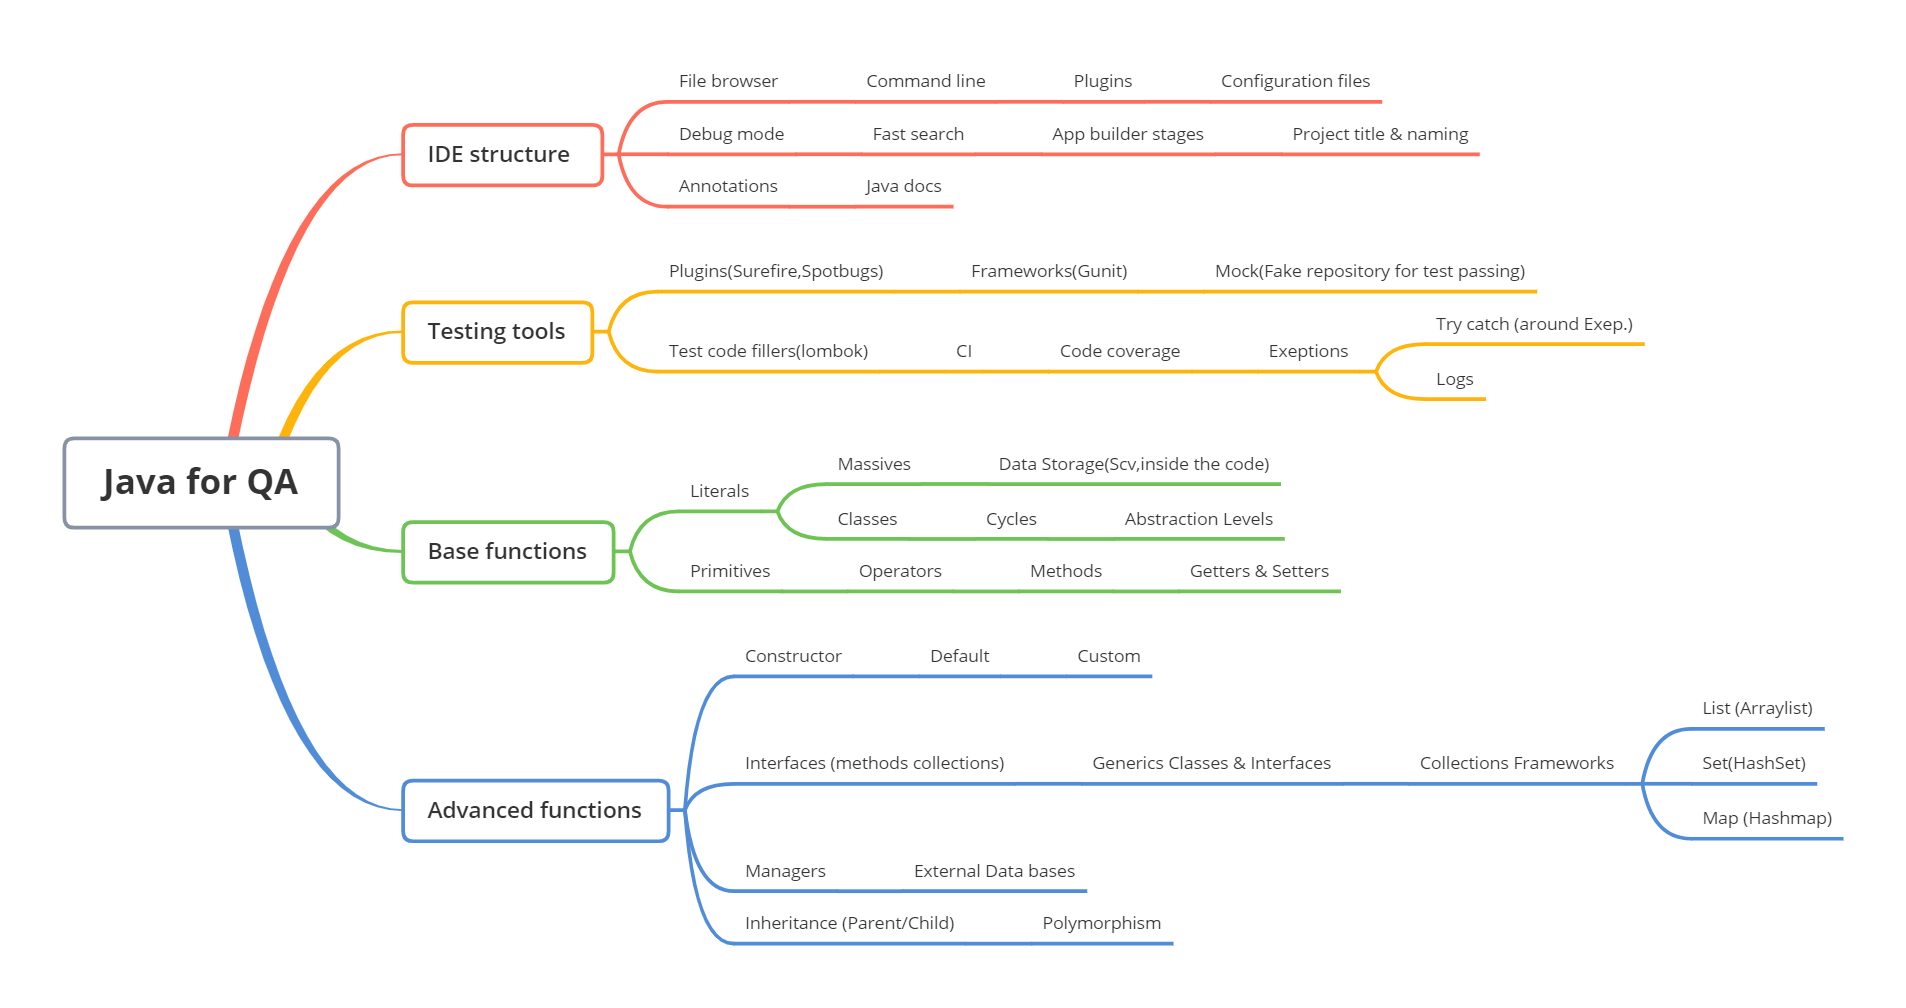 Java for QA
IDE structure
File browser
Command line
Plugins
Configuration files
Debug mode
Fast search
App builder stages
Project title & naming
Annotations
Java docs
Testing tools
Plugins(Surefire,Spotbugs)
Frameworks(Gunit)
Mock(Fake repository for test passing)
Test code fillers(lombok)
CI
Code coverage
Exeptions
Try catch (around Exep.)
Logs
Base functions
Literals
Massives
Data Storage(Scv,inside the code)
Classes
Cycles
Abstraction Levels
Primitives
Operators
Methods
Getters & Setters
Advanced functions
Constructor
Default
Custom
Interfaces (methods collections)
Generics Classes & Interfaces
Collections Frameworks
List (Arraylist)
Set(HashSet)
Map (Hashmap)
Managers
External Data bases
Inheritance (Parent/Child)
Polymorphism